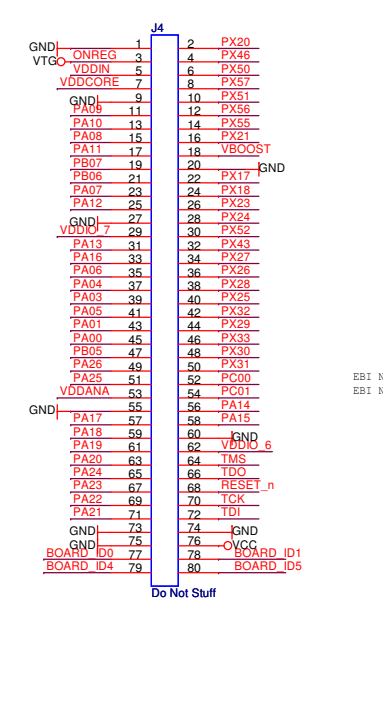 J4
GND 1 2 PX20
VTG ONREG 3 4 PX46
VDDIN 5 6 PX50
VDDCORE 7 8 PX57
GND 9 10 PX51
PA09 11 12 PX56
PA10 13 14 PX55
PA08 15 16 PX21
PA11 17 18 VBOOST
PB07 19 20 GND
PB06 21 22 PX17
PA07 23 24 PX18
PA12 25 26 PX23
GND 27 28 PX24
VDDIO_7 29 30 PX52
PA13 31 32 PX43
PA16 33 34 PX27
PA06 35 36 PX26
PA04 37 38 PX28
PA03 39 40 PX25
PA05 41 42 PX32
PA01 43 44 PX29
PA00 45 46 PX33
PB05 47 48 PX30
PA26 49 50 PX31
PA25 51 52 PC00 EBI N
VDDANA 53 54 PC01 EBI N
GND 55 56 PA14
PA17 57 58 PA15
PA18 59 60 GND
PA19 61 62 VDDIO_6
PA20 63 64 TMS
PA24 65 66 TDO
PA23 67 68 RESET_n
PA22 69 70 TCK
PA21 71 72 TDI
GND 73 74 GND
GND 75 76 VCC
BOARD_ID0 77 78 BOARD_ID1
BOARD_ID4 79 80 BOARD_ID5
Do Not Stuff